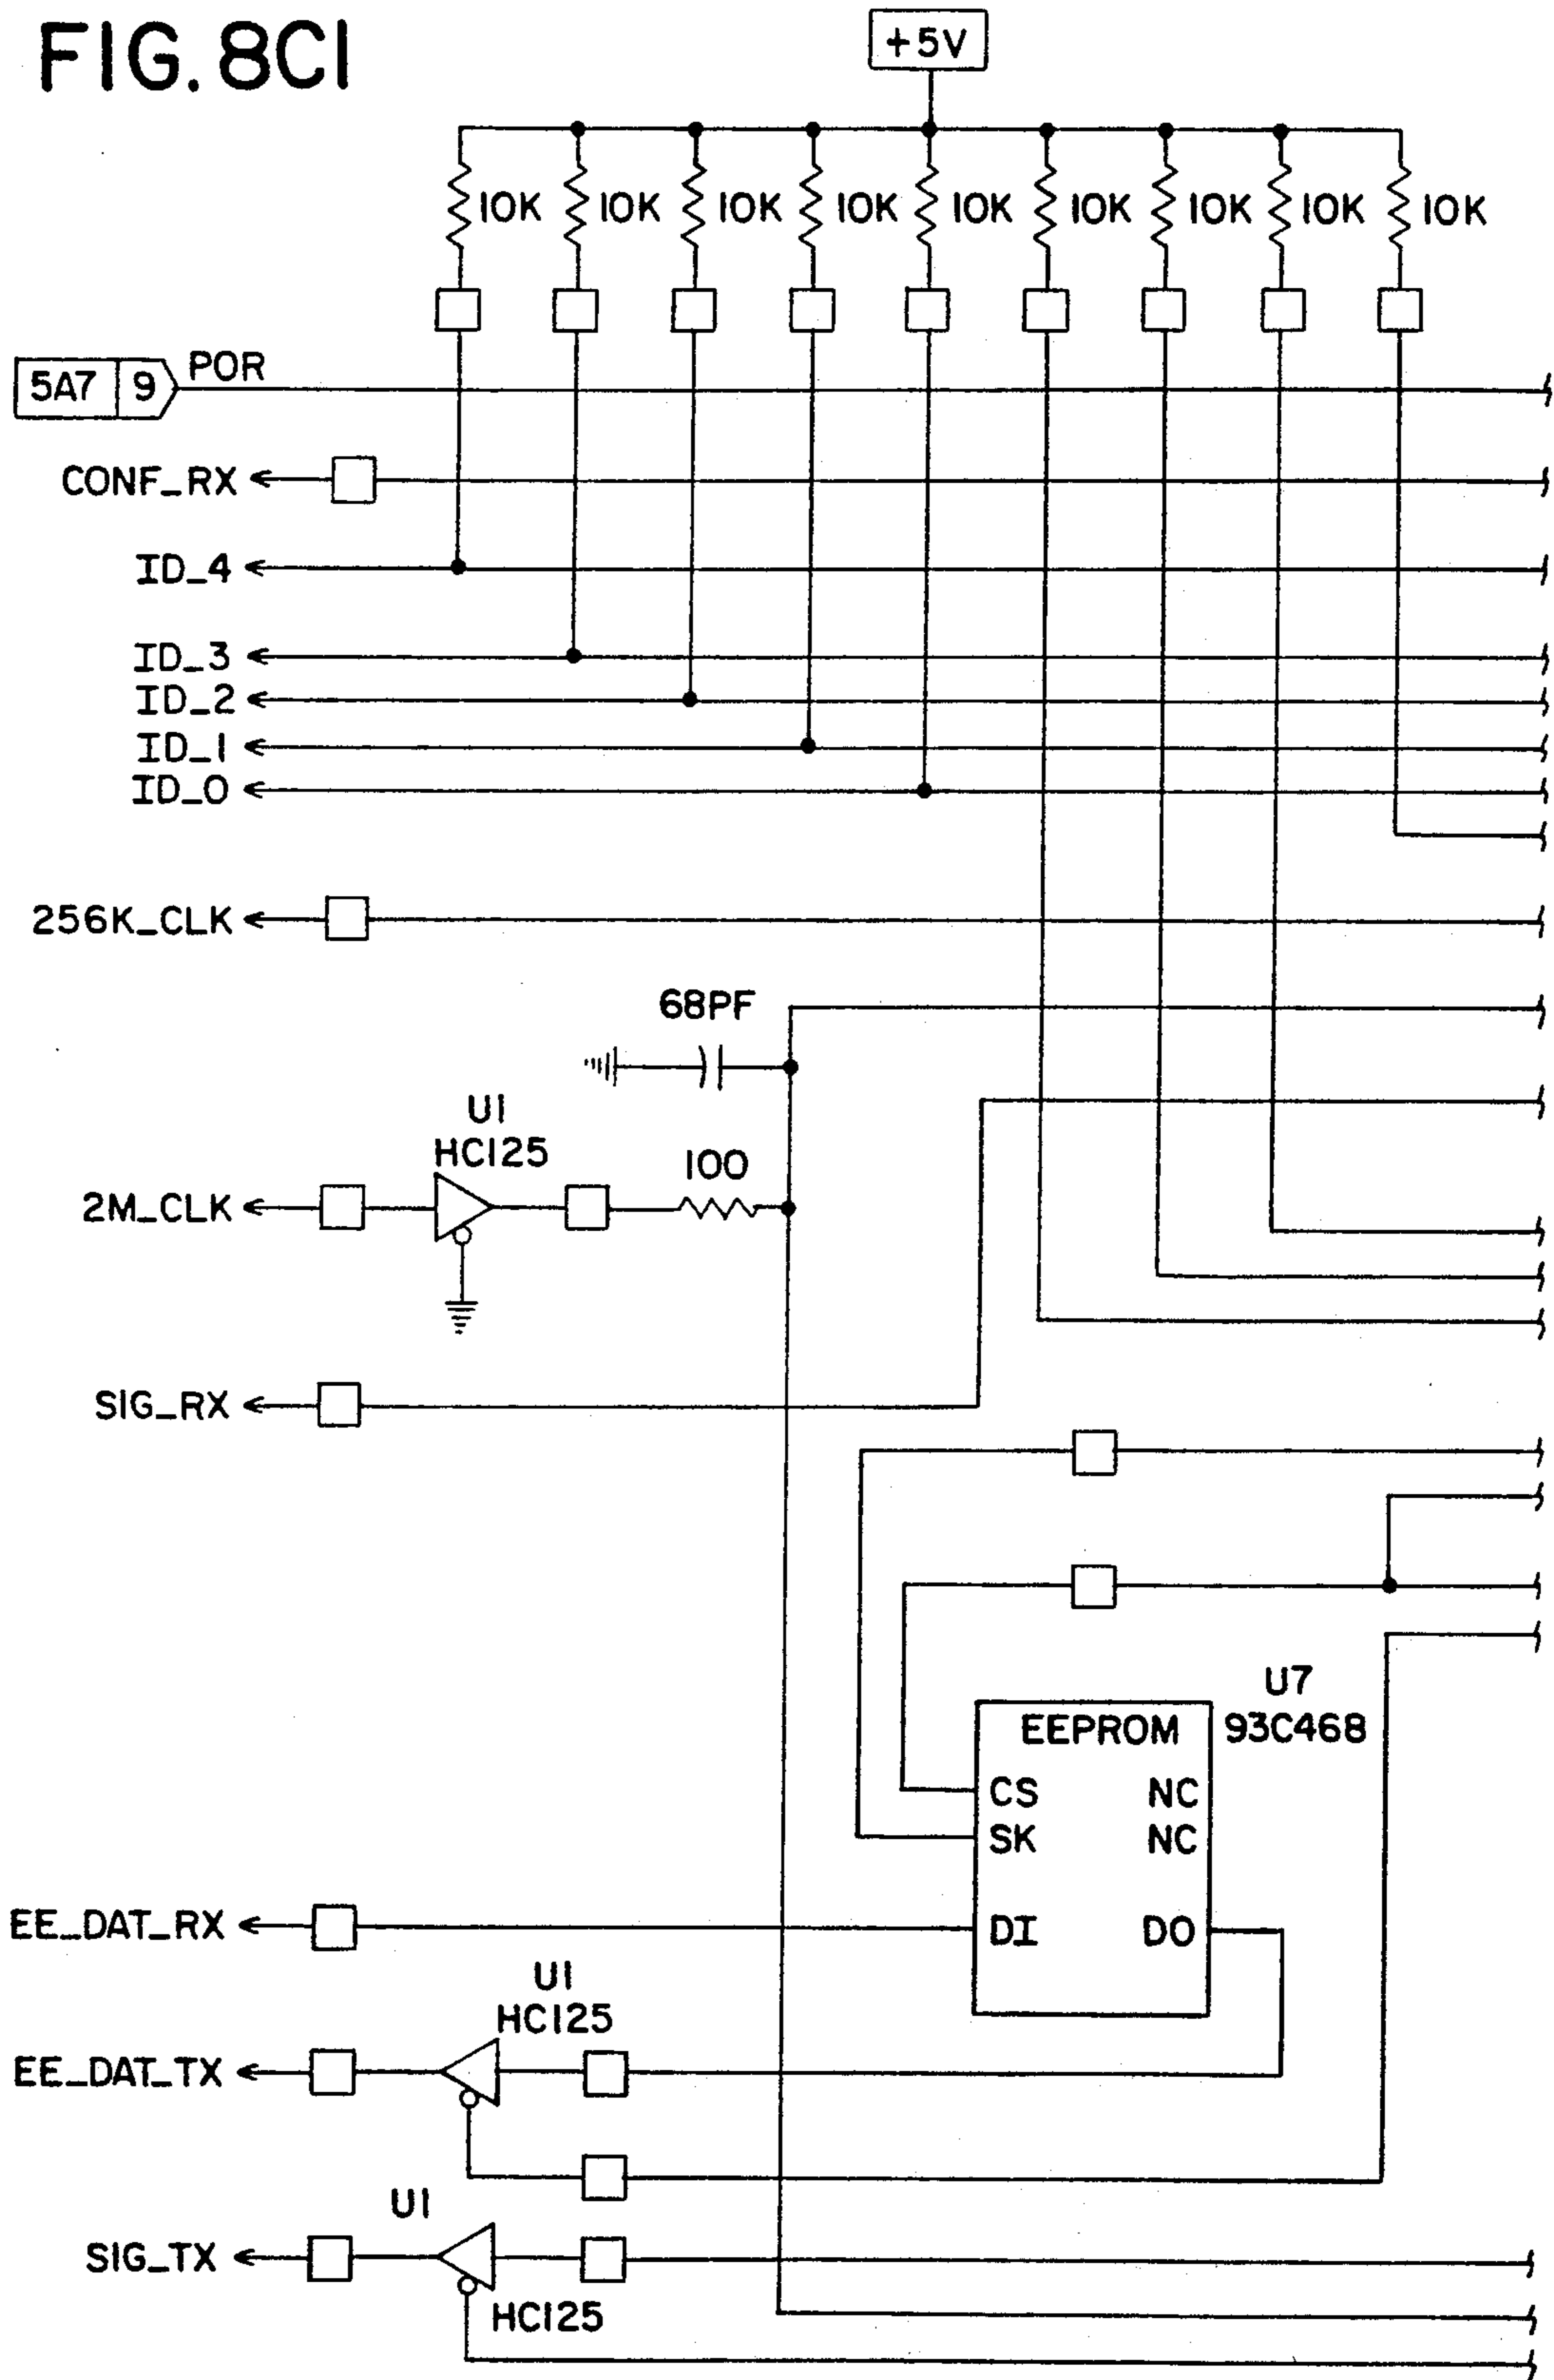 FIG. 8C1
+5V
10K 10K 10K 10K 10K 10K 10K 10K 10K
5A7 9 POR
CONF_RX
ID_4
ID_3
ID_2
ID_1
ID_0
256K_CLK
68PF
U1
HC125
100
2M_CLK
SIG_RX
U7
EEPROM 93C468
CS NC
SK NC
EE_DAT_RX
DI DO
U1
HC125
EE_DAT_TX
U1
SIG_TX
HC125